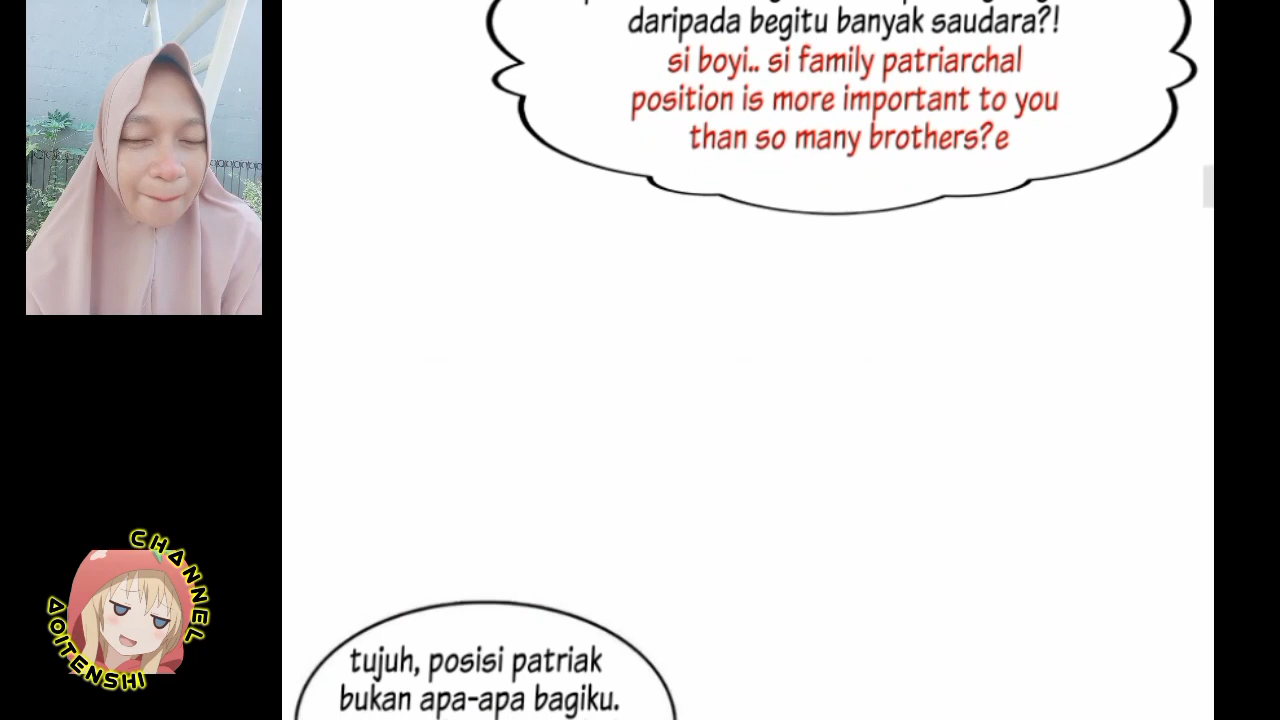 daripada begitu banyak saudara?!
si boyi.. si family patriarchal
position is more important to you
than so many brothers?e
tujuh, posisi patriak
bukan apa-apa bagiku.
CHANNEL
AOITENSHI